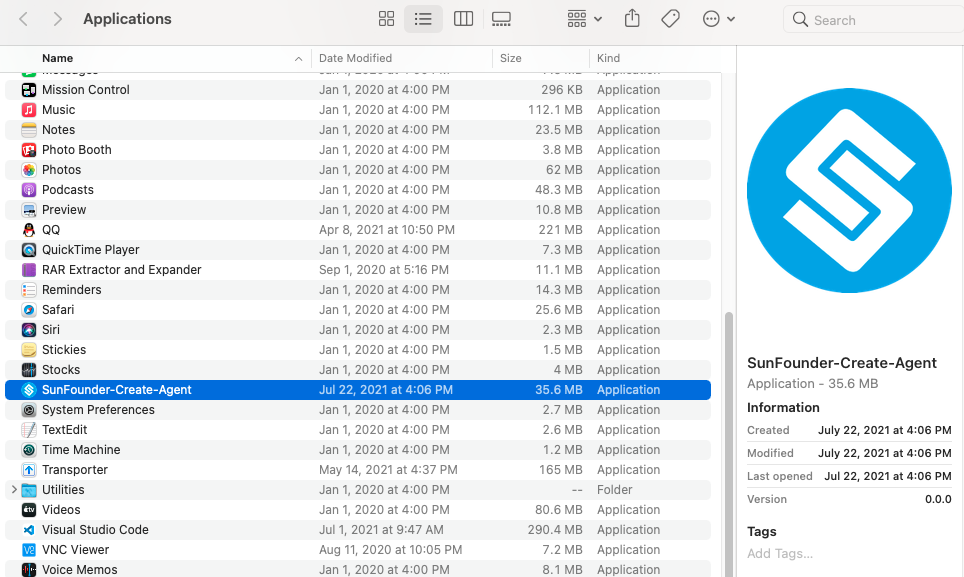 Applications
Search
Name Date Modified Size Kind
Mission Control Jan 1, 2020 at 4:00 PM 296 KB Application
Music Jan 1, 2020 at 4:00 PM 112.1 MB Application
Notes Jan 1, 2020 at 4:00 PM 23.5 MB Application
Photo Booth Jan 1, 2020 at 4:00 PM 3.8 MB Application
Photos Jan 1, 2020 at 4:00 PM 62 MB Application
Podcasts Jan 1, 2020 at 4:00 PM 48.3 MB Application
Preview Jan 1, 2020 at 4:00 PM 10.8 MB Application
QQ Apr 8, 2021 at 10:50 PM 221 MB Application
QuickTime Player Jan 1, 2020 at 4:00 PM 7.3 MB Application
RAR Extractor and Expander Sep 1, 2020 at 5:16 PM 11.1 MB Application
Reminders Jan 1, 2020 at 4:00 PM 14.3 MB Application
Safari Jan 1, 2020 at 4:00 PM 25.6 MB Application
Siri Jan 1, 2020 at 4:00 PM 2.3 MB Application
Stickies Jan 1, 2020 at 4:00 PM 1.5 MB Application
Stocks Jan 1, 2020 at 4:00 PM 4 MB Application
SunFounder-Create-Agent Jul 22, 2021 at 4:06 PM 35.6 MB Application
System Preferences Jan 1, 2020 at 4:00 PM 2.7 MB Application
TextEdit Jan 1, 2020 at 4:00 PM 2.6 MB Application
Time Machine Jan 1, 2020 at 4:00 PM 1.2 MB Application
Transporter May 14, 2021 at 4:37 PM 165 MB Application
Utilities Jan 1, 2020 at 4:00 PM -- Folder
Videos Jan 1, 2020 at 4:00 PM 80.6 MB Application
Visual Studio Code Jul 1, 2021 at 9:47 AM 290.4 MB Application
VNC Viewer Aug 11, 2020 at 10:05 PM 7.2 MB Application
Voice Memos Jan 1, 2020 at 4:00 PM 8.1 MB Application
SunFounder-Create-Agent
Application - 35.6 MB
Information
Created July 22, 2021 at 4:06 PM
Modified July 22, 2021 at 4:06 PM
Last opened Jul 22, 2021 at 4:06 PM
Version 0.0.0
Tags
Add Tags...